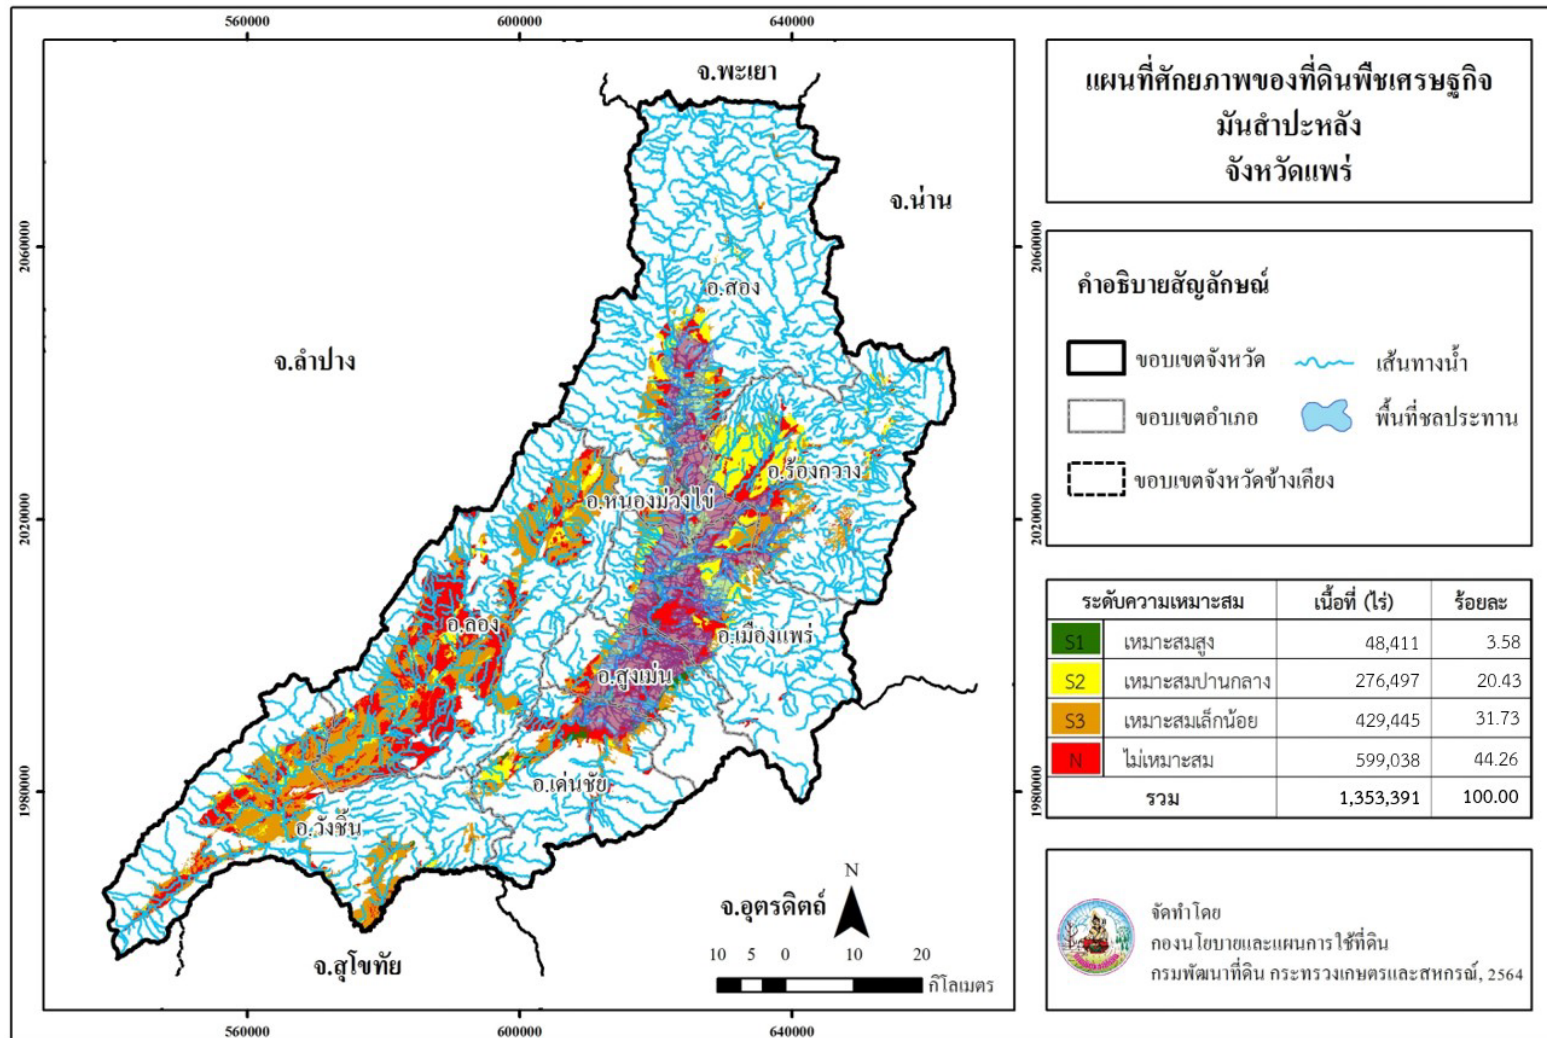 560000
600000
640000
จ.พะเยา
จ.น่าน
2060000
2060000
อ.สอง
จ.ลำปาง
อ.ร้องกวาง
อ.หนองม่วงไข่
2020000
2020000
อ.ลอง
อ.เมืองแพร่
อ.สูงเม่น
อ.เด่นชัย
1980000
1980000
อ.วังชิ้น
จ.อุตรดิตถ์
N
จ.สุโขทัย
10 5 0 10 20
กิโลเมตร
560000
600000
640000
แผนที่ศักยภาพของที่ดินพืชเศรษฐกิจ
มันสำปะหลัง
จังหวัดแพร่
คำอธิบายสัญลักษณ์
ขอบเขตจังหวัด เส้นทางน้ำ
ขอบเขตอำเภอ พื้นที่ชลประทาน
ขอบเขตจังหวัดข้างเคียง
ระดับความเหมาะสม เนื้อที่ (ไร่) ร้อยละ
S1 เหมาะสมสูง 48,411 3.58
S2 เหมาะสมปานกลาง 276,497 20.43
S3 เหมาะสมเล็กน้อย 429,445 31.73
N ไม่เหมาะสม 599,038 44.26
รวม 1,353,391 100.00
จัดทำโดย
กองนโยบายและแผนการใช้ที่ดิน
กรมพัฒนาที่ดิน กระทรวงเกษตรและสหกรณ์, 2564